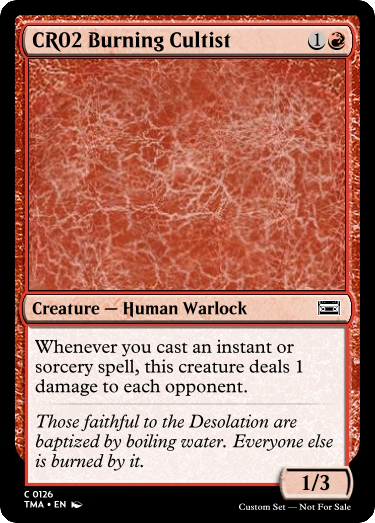 CR02 Burning Cultist 1
Creature — Human Warlock
Whenever you cast an instant or
sorcery spell, this creature deals 1
damage to each opponent.
Those faithful to the Desolation are
baptized by boiling water. Everyone else
is burned by it.
1/3
C 0126
TMA • EN
Custom Set — Not For Sale